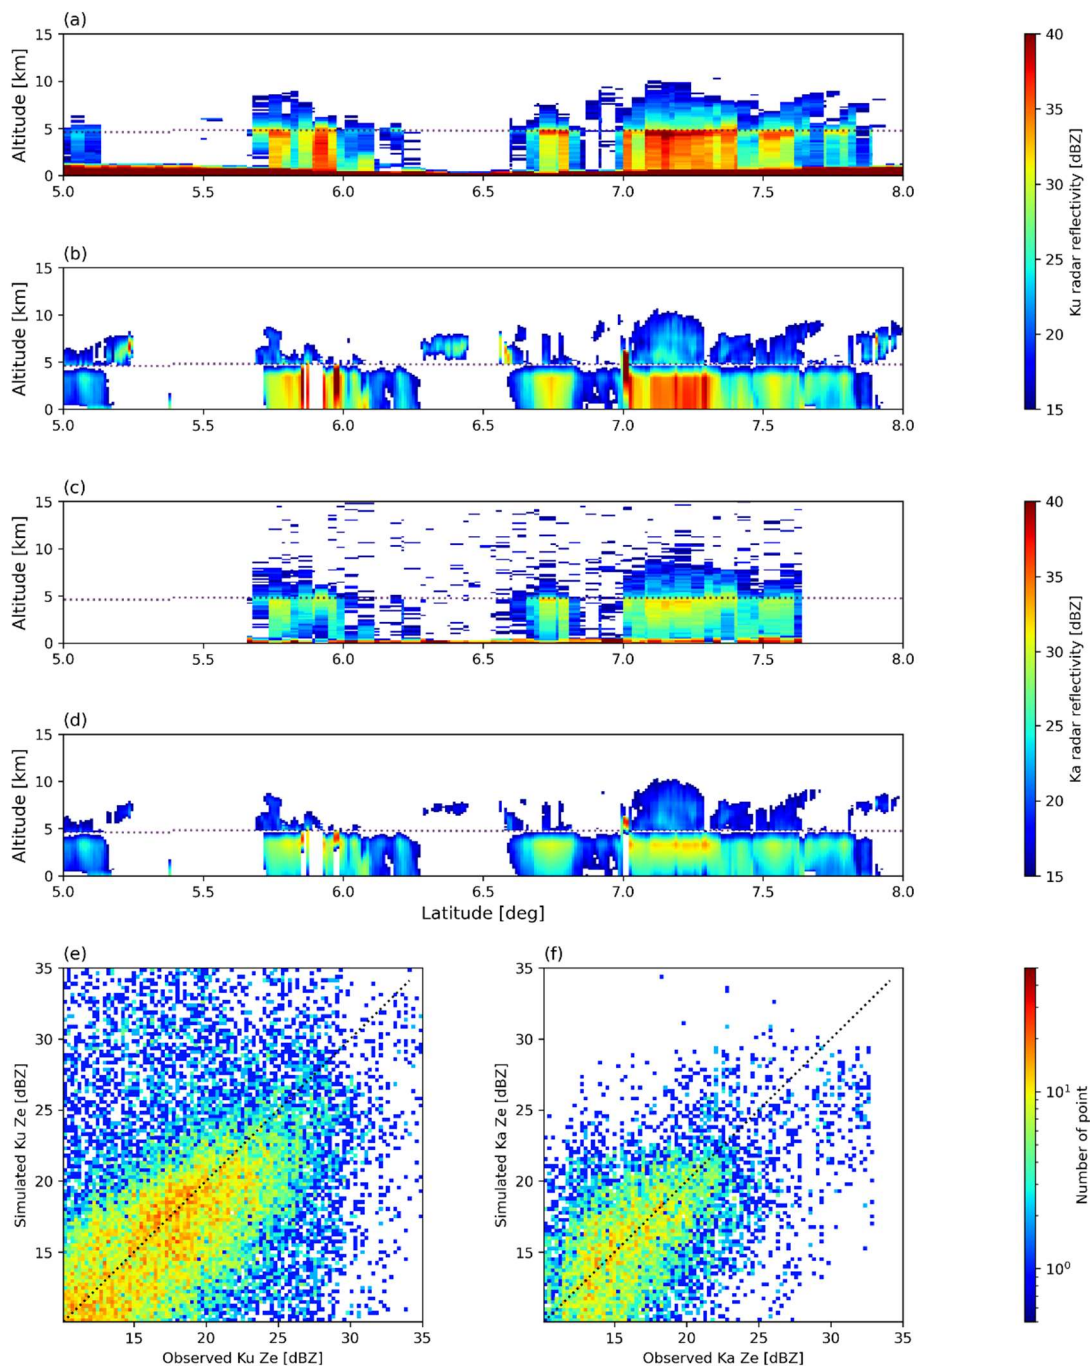 (a)
Altitude [km]
15
10
5
0
5.0 5.5 6.0 6.5 7.0 7.5 8.0
(b)
Altitude [km]
15
10
5
0
5.0 5.5 6.0 6.5 7.0 7.5 8.0
40
35
30
25
20
15
Ku radar reflectivity [dBZ]
(c)
Altitude [km]
15
10
5
0
5.0 5.5 6.0 6.5 7.0 7.5 8.0
(d)
Altitude [km]
15
10
5
0
5.0 5.5 6.0 6.5 7.0 7.5 8.0
Latitude [deg]
40
35
30
25
20
15
Ka radar reflectivity [dBZ]
(e)
Simulated Ku Ze [dBZ]
35
30
25
20
15
15 20 25 30 35
Observed Ku Ze [dBZ]
(f)
Simulated Ka Ze [dBZ]
35
30
25
20
15
15 20 25 30 35
Observed Ka Ze [dBZ]
10¹
10⁰
Number of point